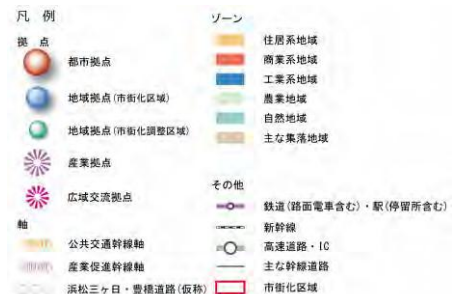 凡 例
拠 点
都市拠点
地域拠点(市街化区域)
地域拠点(市街化調整区域)
産業拠点
広域交流拠点
軸
公共交通幹線軸
産業促進幹線軸
浜松三ヶ日・豊橋道路(仮称)
ゾーン
住居系地域
商業系地域
工業系地域
農業地域
自然地域
主な集落地域
その他
鉄道(路面電車含む)・駅(停留所含む)
新幹線
高速道路・IC
主な幹線道路
市街化区域